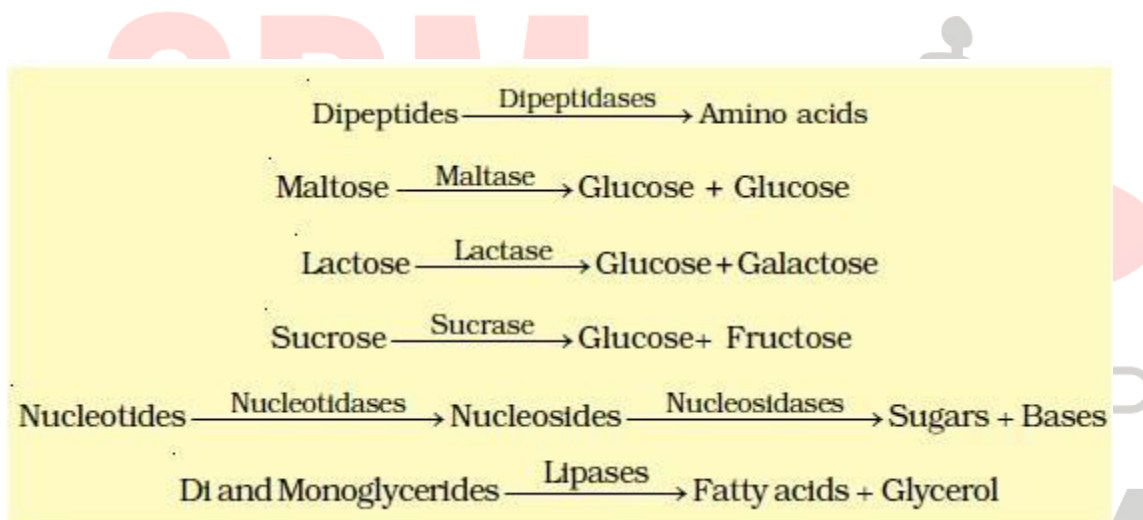 Dipeptides Dipeptidases → Amino acids
Maltose Maltase → Glucose + Glucose
Lactose Lactase → Glucose+Galactose
Sucrose Sucrase → Glucose+ Fructose
Nucleotides Nucleotidases → Nucleosides Nucleosidases → Sugars + Bases
Di and Monoglycerides Lipases → Fatty acids + Glycerol